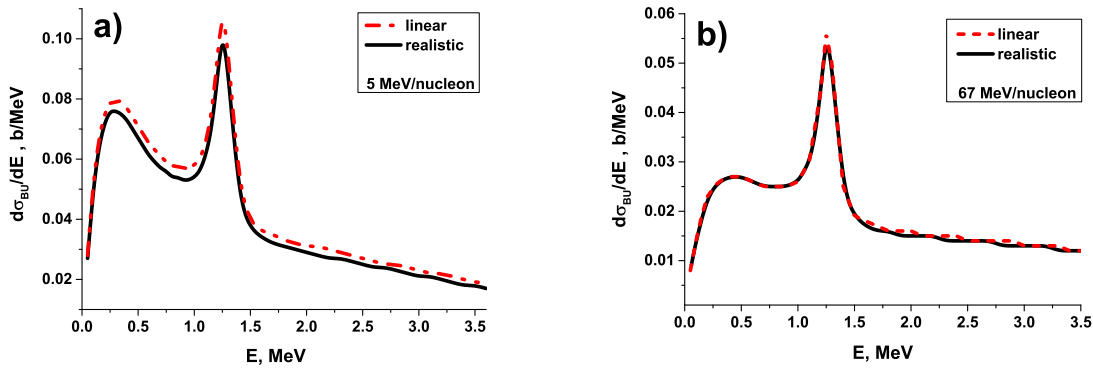 a)
linear
realistic
5 MeV/nucleon
dσ_BU/dE , b/MeV
0.10
0.08
0.06
0.04
0.02
0.0 0.5 1.0 1.5 2.0 2.5 3.0 3.5
E, MeV
b)
linear
realistic
67 MeV/nucleon
dσ_BU/dE , b/MeV
0.06
0.05
0.04
0.03
0.02
0.01
0.0 0.5 1.0 1.5 2.0 2.5 3.0 3.5
E, MeV